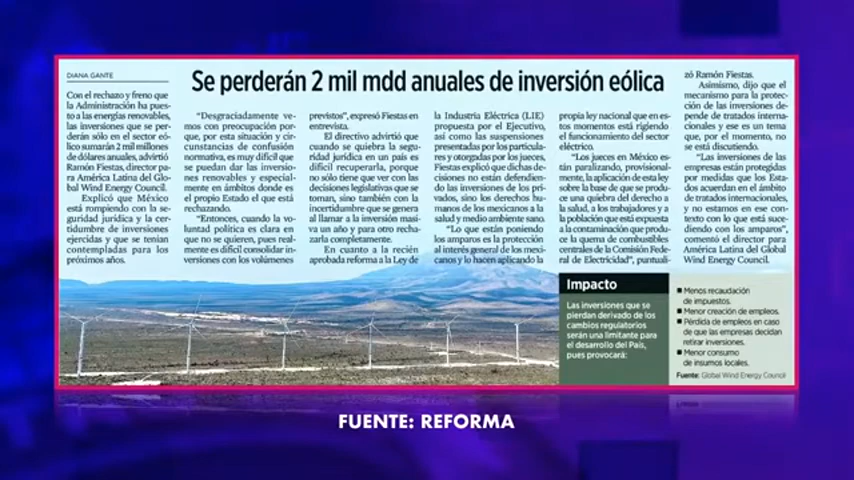 DIANA GANTE
Se perderán 2 mil mdd anuales de inversión eólica
Con el rechazo y freno que
la Administración ha pues-
to a las energías renovables,
las inversiones que se per-
derán sólo en el sector eó-
lico sumarán 2 mil millones
de dólares anuales, advirtió
Ramón Fiestas, director pa-
ra América Latina del Glo-
bal Wind Energy Council.
Explicó que México
está rompiendo con la se-
guridad jurídica y la cer-
tidumbre de inversiones
ejercidas y que se tenían
contempladas para los
próximos años.
"Desgraciadamente ve-
mos con preocupación por-
que, por esta situación y cir-
cunstancias de confusión
normativa, es muy difícil que
se puedan dar las inversio-
nes renovables y especial-
mente en ámbitos donde es
el propio Estado el que está
rechazando.
"Entonces, cuando la vo-
luntad política es clara en
que no se quieren, pues real-
mente es difícil consolidar in-
versiones con los volúmenes
previstos", expresó Fiestas en
entrevista.
El directivo advirtió que
cuando se quiebra la segu-
ridad jurídica en un país es
difícil recuperarla, porque
no sólo tiene que ver con las
decisiones legislativas que se
toman, sino también con la
incertidumbre que se genera
al llamar a la inversión masi-
va un año y para otro recha-
zarla completamente.
En cuanto a la recién
aprobada reforma a la Ley de
la Industria Eléctrica (LIE)
propuesta por el Ejecutivo,
así como las suspensiones
presentadas por los particula-
res y otorgadas por los jueces,
Fiestas explicó que dichas de-
cisiones no están defendien-
do las inversiones de los pri-
vados, sino los derechos hu-
manos de los mexicanos a la
salud y medio ambiente sano.
"Lo que están poniendo
los amparos es la protección
al interés general de los mexi-
canos y lo hacen aplicando la
propia ley nacional que en es-
tos momentos está rigiendo
el funcionamiento del sector
eléctrico.
"Los jueces en México es-
tán paralizando, provisional-
mente, la aplicación de esta ley
sobre la base de que se produ-
ce una quiebra del derecho a
la salud, a los trabajadores y a
la población que está expuesta
a la contaminación que produ-
ce la quema de combustibles
centrales de la Comisión Fede-
ral de Electricidad", puntuali-
zó Ramón Fiestas.
Asimismo, dijo que el
mecanismo para la protec-
ción de las inversiones de-
pende de tratados interna-
cionales y que ese es un tema
que, por el momento, no se
está discutiendo.
"Las inversiones de las
empresas están protegidas
por medidas que los Esta-
dos acuerdan en el ámbito
de tratados internacionales,
y no estamos en ese con-
texto con lo que está suce-
diendo con los amparos",
comentó el director para
América Latina del Global
Wind Energy Council.
Impacto
Las inversiones que se
pierdan derivado de los
cambios regulatorios
serán una limitante para
el desarrollo del País,
pues provocará:
■ Menos recaudación
de impuestos.
■ Menor creación de empleos.
■ Pérdida de empleos en caso
de que las empresas decidan
retirar inversiones.
■ Menor consumo
de insumos locales.
Fuente: Global Wind Energy Council
FUENTE: REFORMA